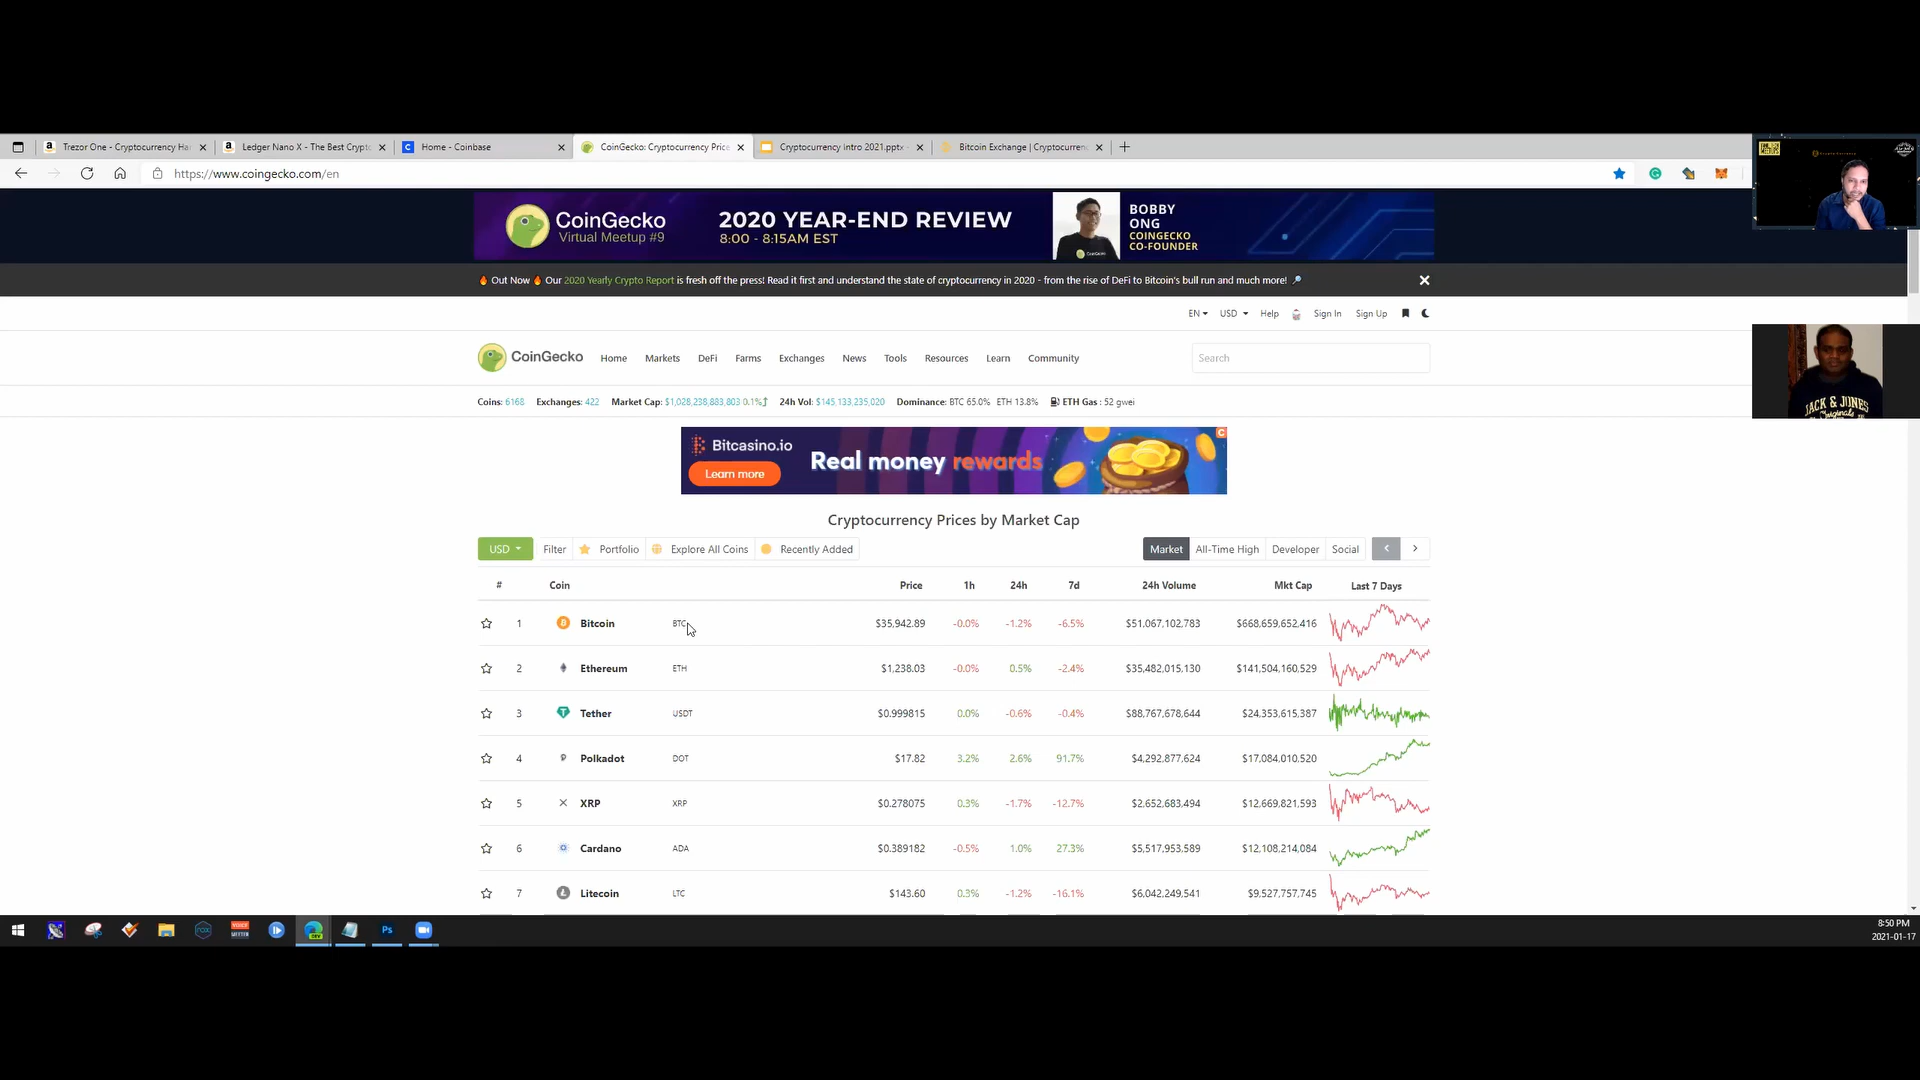 Trezor One - Cryptocurrency Ha
Ledger Nano X - The Best Crypto
Home - Coinbase
CoinGecko: Cryptocurrency Price
Cryptocurrency intro 2021.pptx -
Bitcoin Exchange | Cryptocurren
https://www.coingecko.com/en
CoinGecko
Virtual Meetup #9
2020 YEAR-END REVIEW
8:00 - 8:15AM EST
BOBBY
ONG
COINGECKO
CO-FOUNDER
Out Now Our 2020 Yearly Crypto Report is fresh off the press! Read it first and understand the state of cryptocurrency in 2020 - from the rise of DeFi to Bitcoin's bull run and much more!
EN USD Help Sign In Sign Up
CoinGecko Home Markets DeFi Farms Exchanges News Tools Resources Learn Community Search
JACK & JONES
Originals
Coins: 6168 Exchanges: 422 Market Cap: $1,028,238,883,803 0.1% 24h Vol: $145,133,235,020 Dominance: BTC 65.0% ETH 13.8% ETH Gas : 52 gwei
Bitcasino.io
Learn more
Real money rewards
Cryptocurrency Prices by Market Cap
USD Filter Portfolio Explore All Coins Recently Added Market All-Time High Developer Social
# Coin Price 1h 24h 7d 24h Volume Mkt Cap Last 7 Days
1 Bitcoin BTC $35,942.89 -0.0% -1.2% -6.5% $51,067,102,783 $668,659,652,416
2 Ethereum ETH $1,238.03 -0.0% 0.5% -2.4% $35,482,015,130 $141,504,160,529
3 Tether USDT $0.999815 0.0% -0.6% -0.4% $88,767,678,644 $24,353,615,387
4 Polkadot DOT $17.82 3.2% 2.6% 91.7% $4,292,877,624 $17,084,010,520
5 XRP XRP $0.278075 0.3% -1.7% -12.7% $2,652,683,494 $12,669,821,593
6 Cardano ADA $0.389182 -0.5% 1.0% 27.3% $5,517,953,589 $12,108,214,084
7 Litecoin LTC $143.60 0.3% -1.2% -16.1% $6,042,249,541 $9,527,757,745
Ps
8:50 PM
2021-01-17